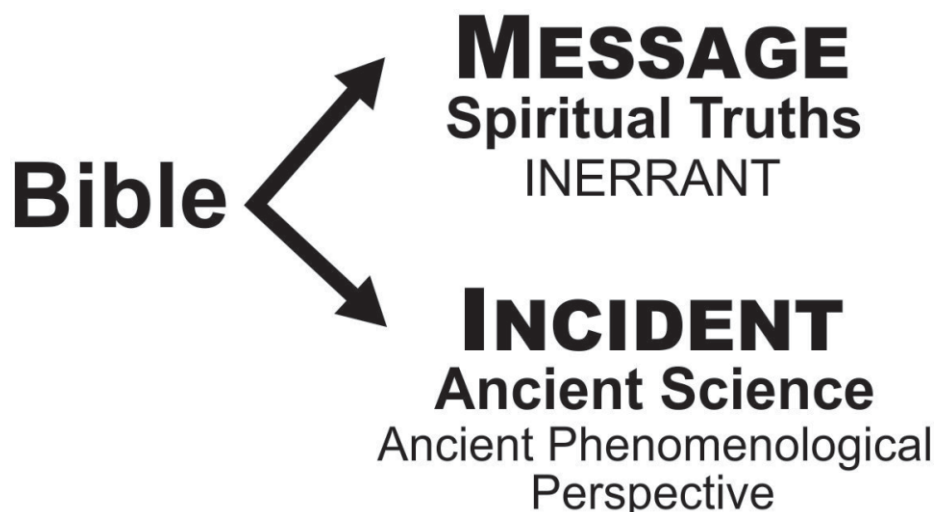 Bible
MESSAGE
Spiritual Truths
INERRANT
INCIDENT
Ancient Science
Ancient Phenomenological
Perspective